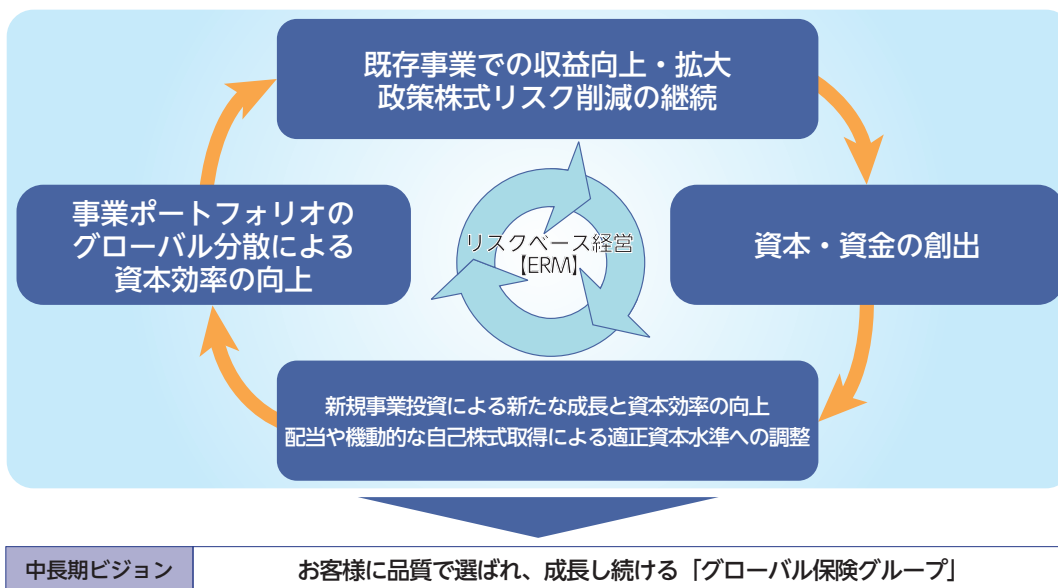 既存事業での収益向上・拡大
政策株式リスク削減の継続
事業ポートフォリオの
グローバル分散による
資本効率の向上
リスクベース経営
【ERM】
資本・資金の創出
新規事業投資による新たな成長と資本効率の向上
配当や機動的な自己株式取得による適正資本水準への調整
中長期ビジョン
お客様に品質で選ばれ、成長し続ける「グローバル保険グループ」